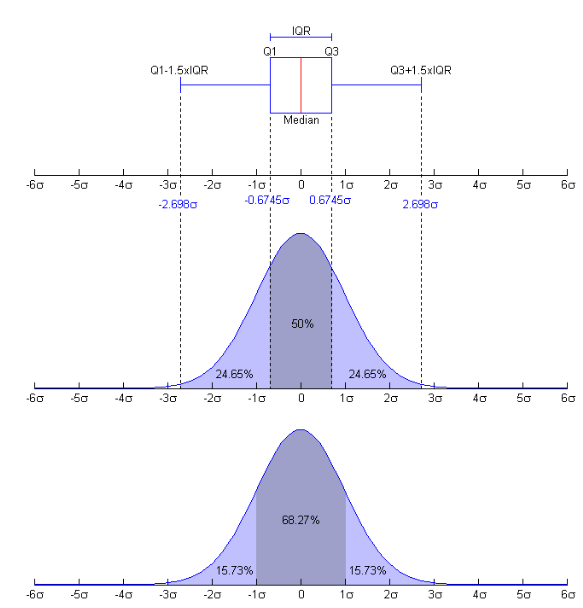 IQR
Q1 Q3
Q1-1.5xIQR Q3+1.5xIQR
Median
-6σ -5σ -4σ -3σ -2σ -1σ 0 1σ 2σ 3σ 4σ 5σ 6σ
-2.698σ -0.6745σ 0.6745σ 2.698σ
50%
24.65% 24.65%
-6σ -5σ -4σ -3σ -2σ -1σ 0 1σ 2σ 3σ 4σ 5σ 6σ
68.27%
15.73% 15.73%
-6σ -5σ -4σ -3σ -2σ -1σ 0 1σ 2σ 3σ 4σ 5σ 6σ